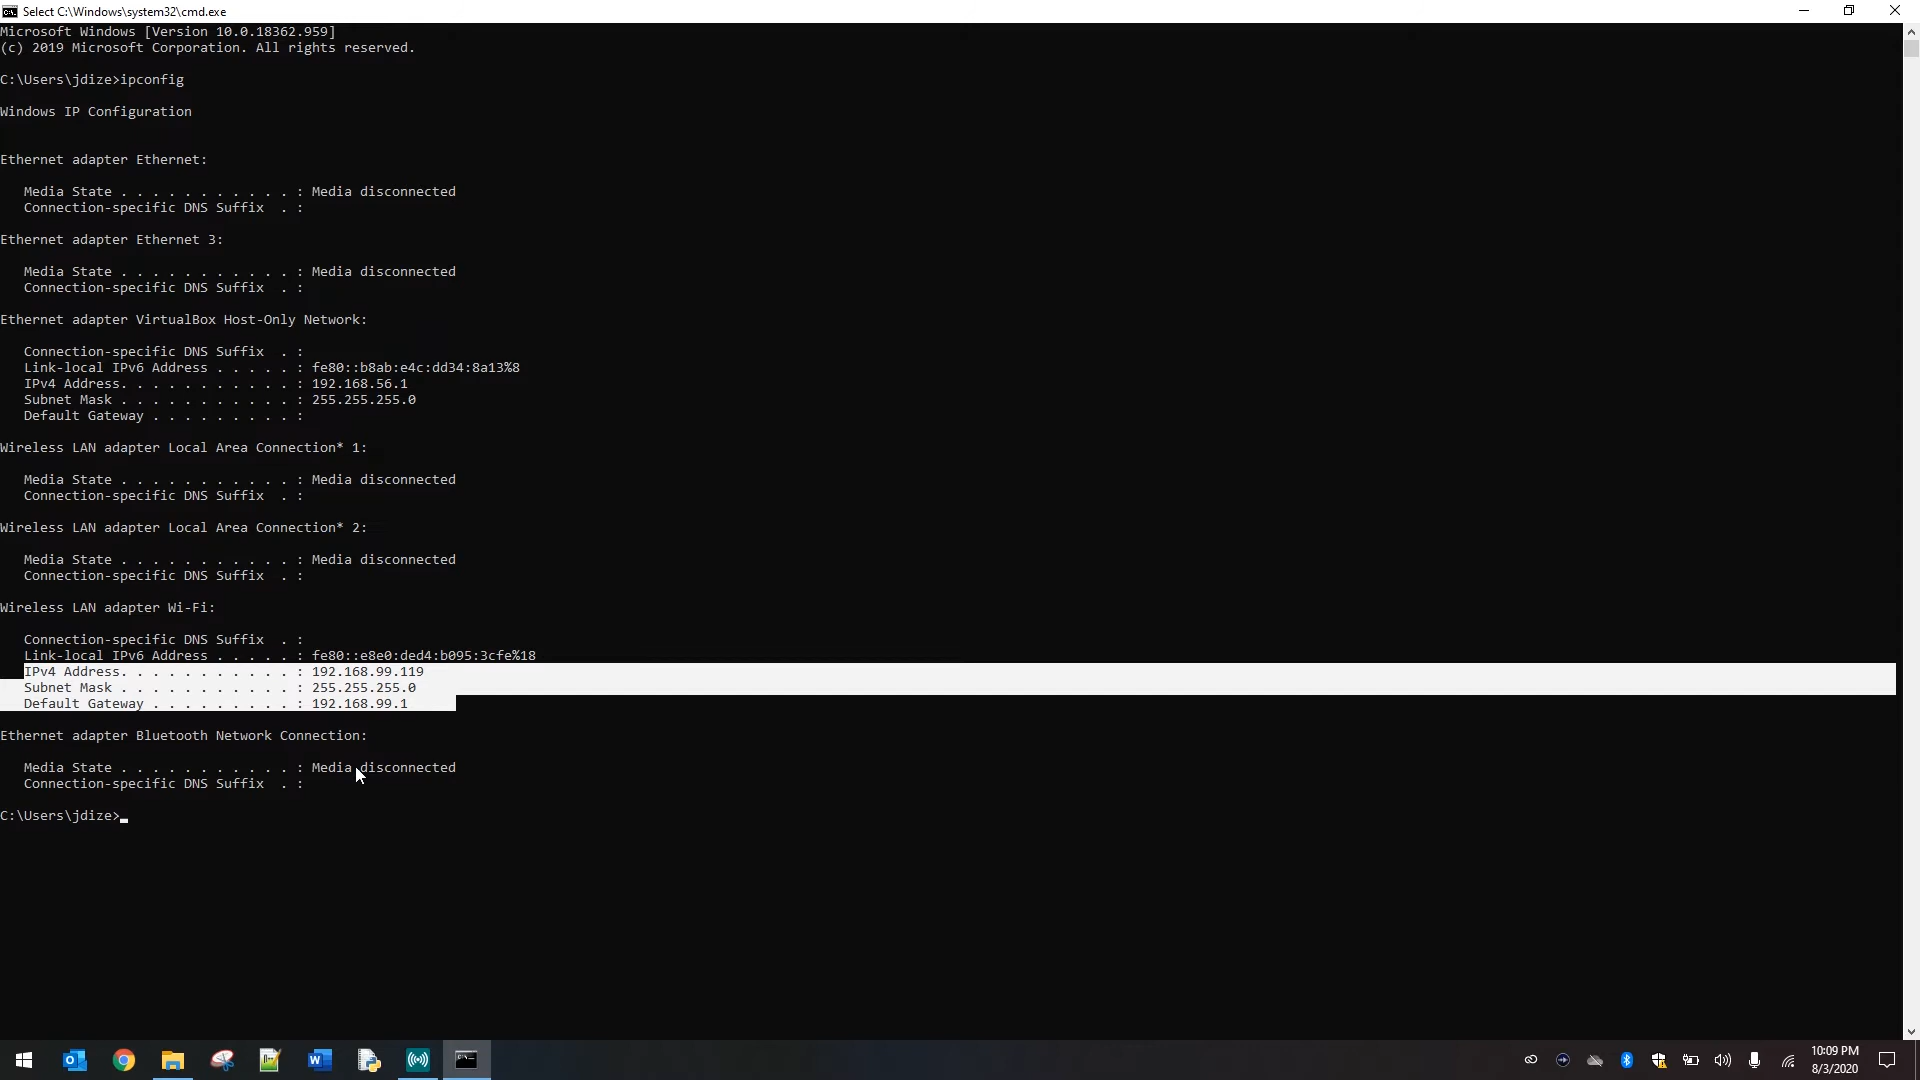 Select C:\Windows\system32\cmd.exe
Microsoft Windows [Version 10.0.18362.959]
(c) 2019 Microsoft Corporation. All rights reserved.
C:\Users\jdize>ipconfig
Windows IP Configuration
Ethernet adapter Ethernet:
Media State . . . . . . . . . . . : Media disconnected
Connection-specific DNS Suffix  . :
Ethernet adapter Ethernet 3:
Media State . . . . . . . . . . . : Media disconnected
Connection-specific DNS Suffix  . :
Ethernet adapter VirtualBox Host-Only Network:
Connection-specific DNS Suffix  . :
Link-local IPv6 Address . . . . . : fe80::b8ab:e4c:dd34:8a13%8
IPv4 Address. . . . . . . . . . . : 192.168.56.1
Subnet Mask . . . . . . . . . . . : 255.255.255.0
Default Gateway . . . . . . . . . :
Wireless LAN adapter Local Area Connection* 1:
Media State . . . . . . . . . . . : Media disconnected
Connection-specific DNS Suffix  . :
Wireless LAN adapter Local Area Connection* 2:
Media State . . . . . . . . . . . : Media disconnected
Connection-specific DNS Suffix  . :
Wireless LAN adapter Wi-Fi:
Connection-specific DNS Suffix  . :
Link-local IPv6 Address . . . . . : fe80::e8e0:ded4:b095:3cfe%18
IPv4 Address. . . . . . . . . . . : 192.168.99.119
Subnet Mask . . . . . . . . . . . : 255.255.255.0
Default Gateway . . . . . . . . . : 192.168.99.1
Ethernet adapter Bluetooth Network Connection:
Media State . . . . . . . . . . . : Media disconnected
Connection-specific DNS Suffix  . :
C:\Users\jdize>
10:09 PM
8/3/2020